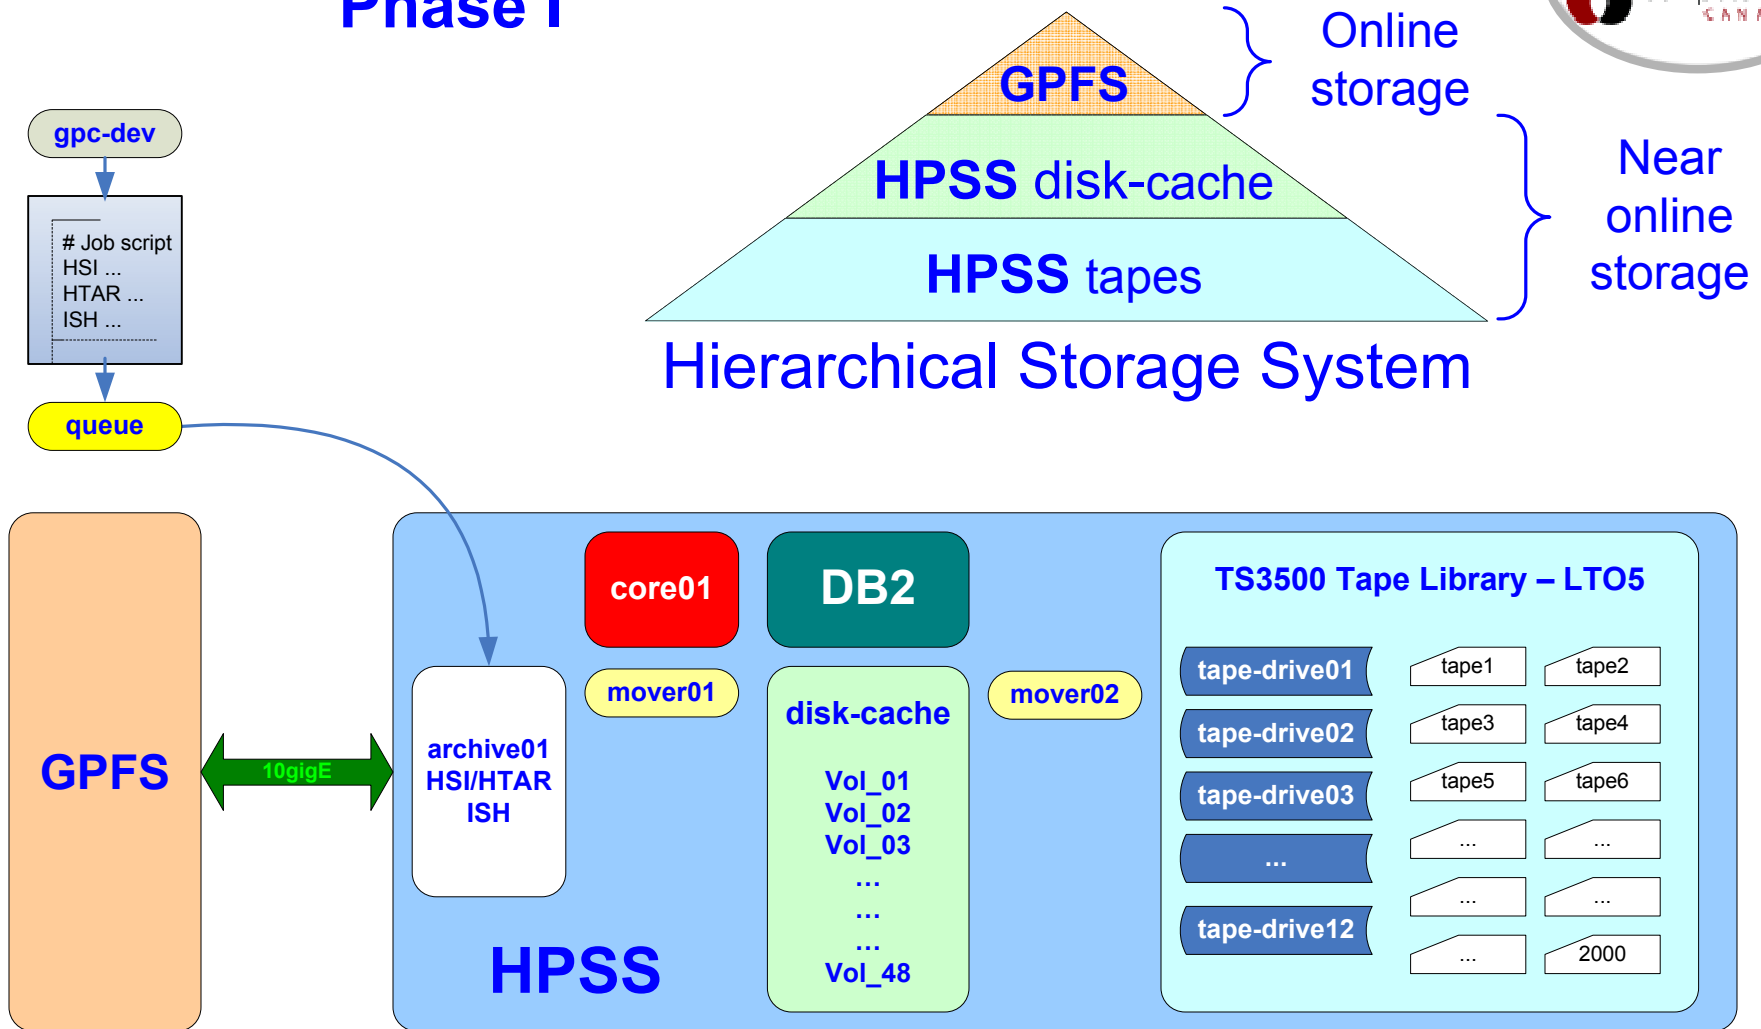 Phase I
GPFS
HPSS disk-cache
HPSS tapes
Hierarchical Storage System
Online
storage
Near
online
storage
gpc-dev
# Job script
HSI ...
HTAR ...
ISH ...
queue
GPFS
10gigE
archive01
HSI/HTAR
ISH
HPSS
core01
mover01
DB2
disk-cache
Vol_01
Vol_02
Vol_03
...
...
...
Vol_48
mover02
TS3500 Tape Library – LTO5
tape-drive01
tape-drive02
tape-drive03
...
tape-drive12
tape1 tape2
tape3 tape4
tape5 tape6
... ...
... ...
... 2000